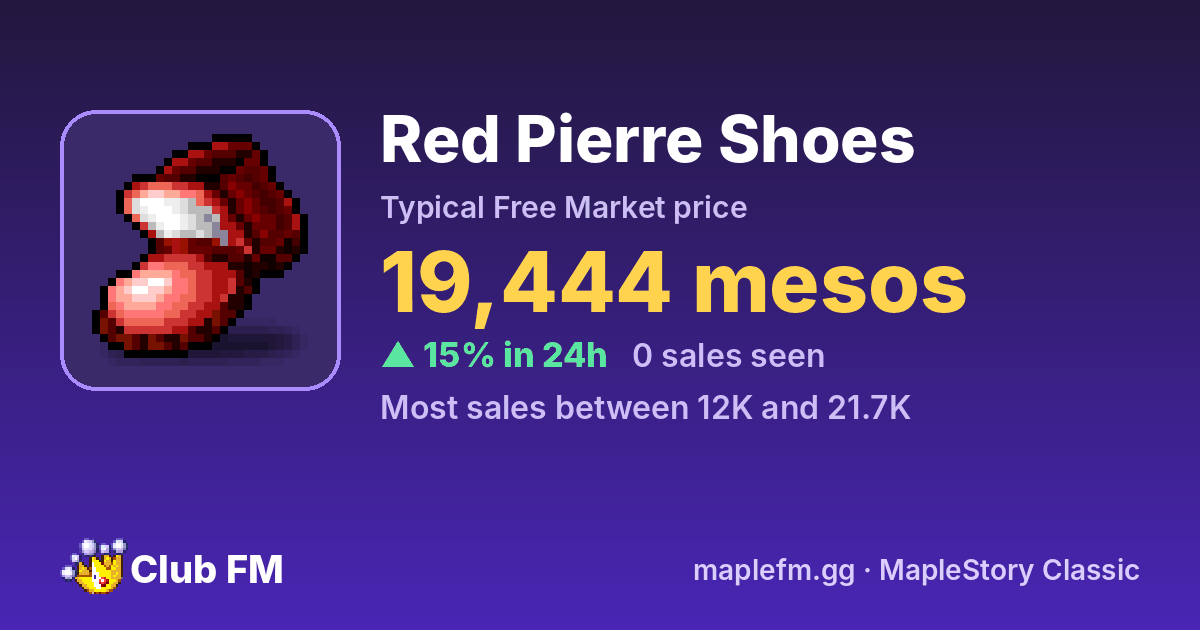 Red Pierre Shoes
Typical Free Market price
19,444 mesos
▲ 15% in 24h 0 sales seen
Most sales between 12K and 21.7K
Club FM
maplefm.gg · MapleStory Classic